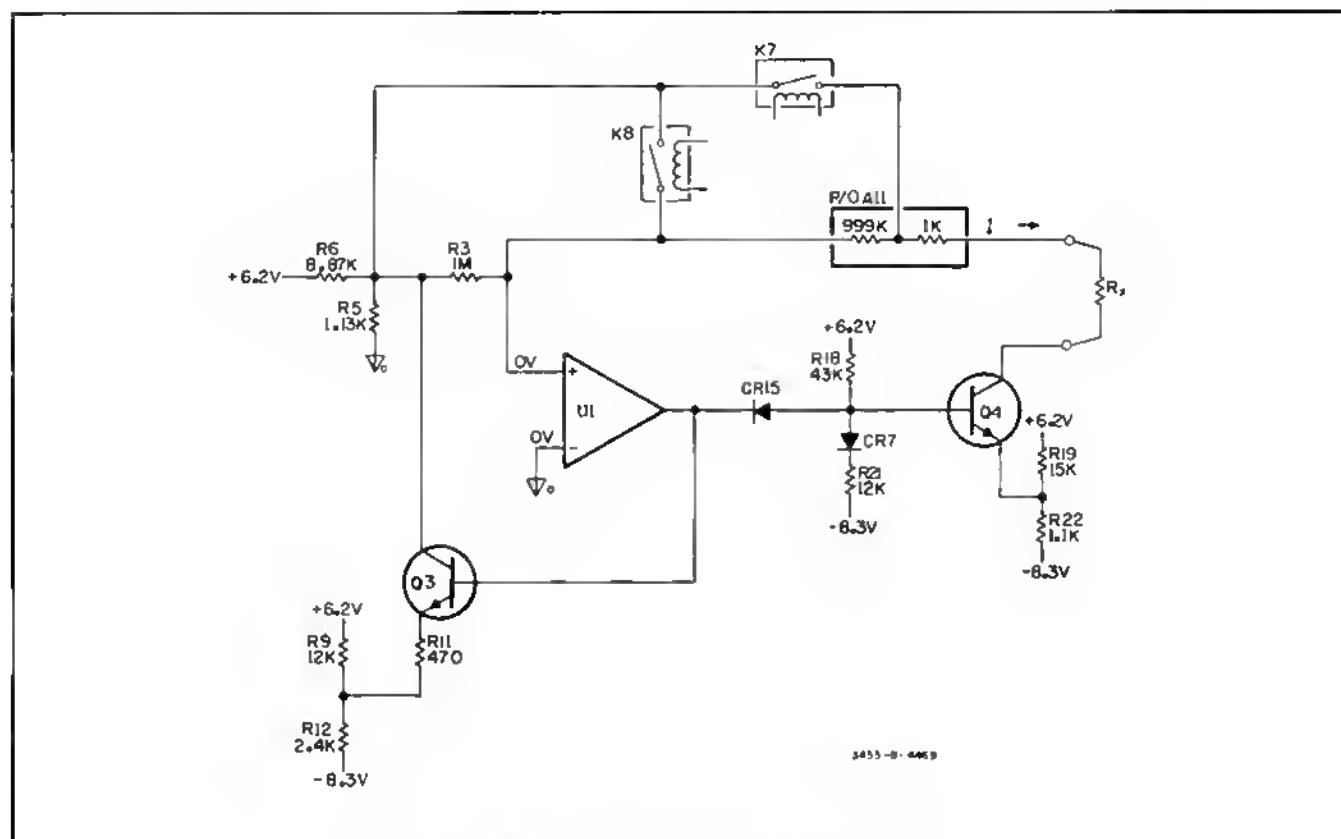 K7
K8
P/O A11
999K 1K i →
R6
8.87K
R3
1M
+6.2V
Rx
R5
1.13K
0V
+
U1
0V
-
CR15
+6.2V
R18
43K
Q4
+6.2V
CR7
R19
15K
R21
12K
-8.3V
R22
1.1K
-8.3V
Q3
+6.2V
R9
12K
R11
470
R12
2.4K
-8.3V
3455-B-4469